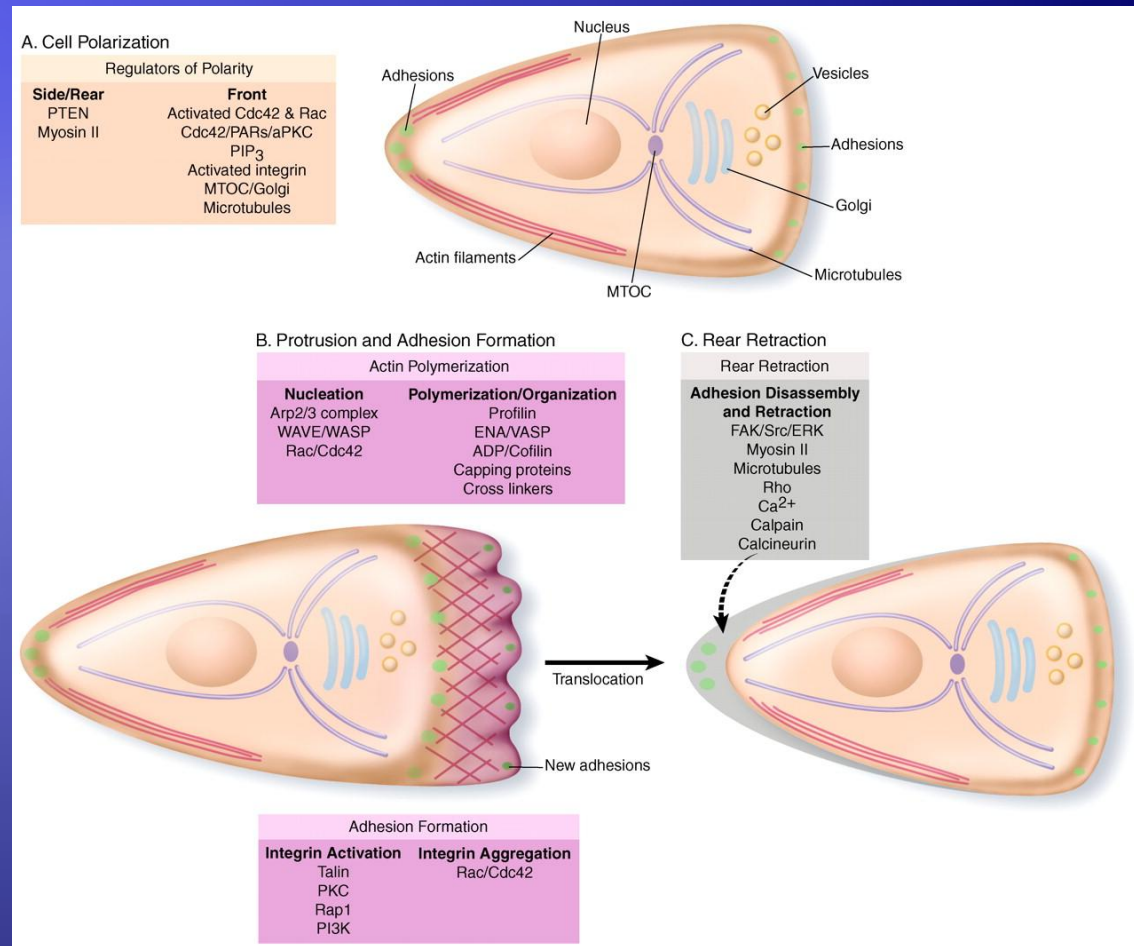 A. Cell Polarization
Regulators of Polarity
Side/Rear
PTEN
Myosin II
Front
Activated Cdc42 & Rac
Cdc42/PARs/aPKC
PIP3
Activated integrin
MTOC/Golgi
Microtubules
Nucleus
Adhesions
Vesicles
Adhesions
Golgi
Actin filaments
Microtubules
MTOC
B. Protrusion and Adhesion Formation
Actin Polymerization
Nucleation
Arp2/3 complex
WAVE/WASP
Rac/Cdc42
Polymerization/Organization
Profilin
ENA/VASP
ADP/Cofilin
Capping proteins
Cross linkers
C. Rear Retraction
Rear Retraction
Adhesion Disassembly
and Retraction
FAK/Src/ERK
Myosin II
Microtubules
Rho
Ca2+
Calpain
Calcineurin
Translocation
New adhesions
Adhesion Formation
Integrin Activation
Talin
PKC
Rap1
PI3K
Integrin Aggregation
Rac/Cdc42